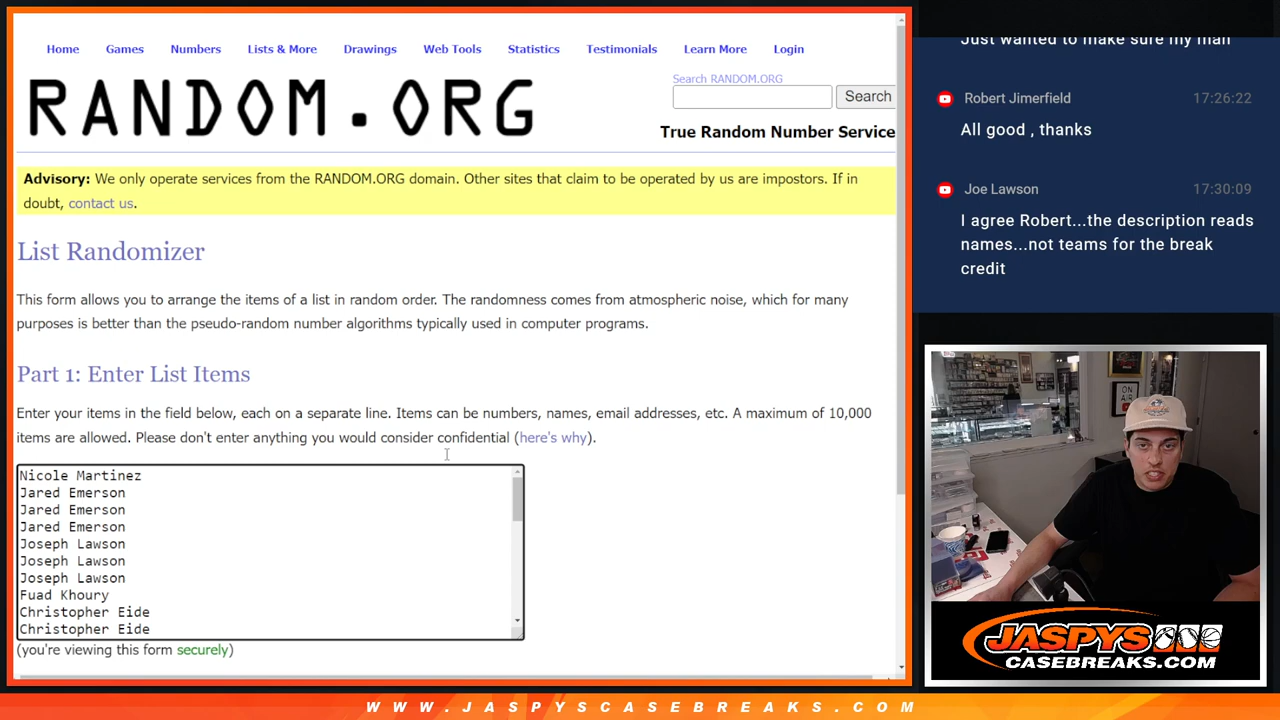 Home Games Numbers Lists & More Drawings Web Tools Statistics Testimonials Learn More Login
RANDOM.ORG
Search RANDOM.ORG
Search
True Random Number Service
Advisory: We only operate services from the RANDOM.ORG domain. Other sites that claim to be operated by us are impostors. If in
doubt, contact us.
List Randomizer
This form allows you to arrange the items of a list in random order. The randomness comes from atmospheric noise, which for many
purposes is better than the pseudo-random number algorithms typically used in computer programs.
Part 1: Enter List Items
Enter your items in the field below, each on a separate line. Items can be numbers, names, email addresses, etc. A maximum of 10,000
items are allowed. Please don't enter anything you would consider confidential (here's why).
Nicole Martinez
Jared Emerson
Jared Emerson
Jared Emerson
Joseph Lawson
Joseph Lawson
Joseph Lawson
Fuad Khoury
Christopher Eide
Christopher Eide
(you're viewing this form securely)
Just wanted to make sure my man
Robert Jimerfield 17:26:22
All good , thanks
Joe Lawson 17:30:09
I agree Robert...the description reads
names...not teams for the break
credit
ON
AIR
JASPYS
CASEBREAKS.COM
WWW.JASPYSCASEBREAKS.COM